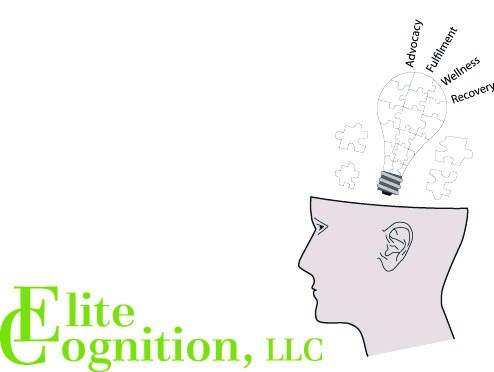 Advocacy
Fulfilment
Wellness
Recovery
Elite
Cognition, LLC